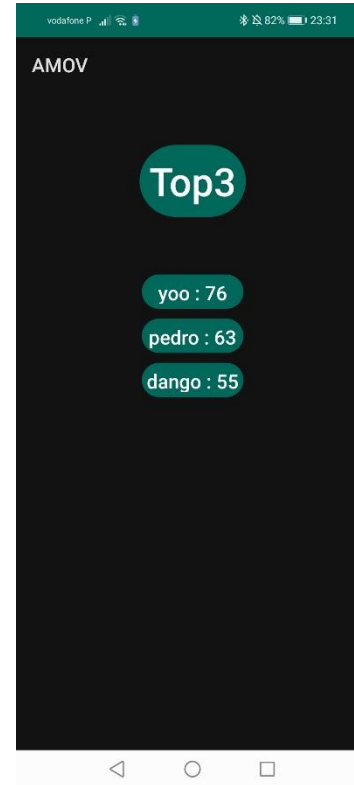 vodafone P 82% 23:31
AMOV
Top3
yoo : 76
pedro : 63
dango : 55